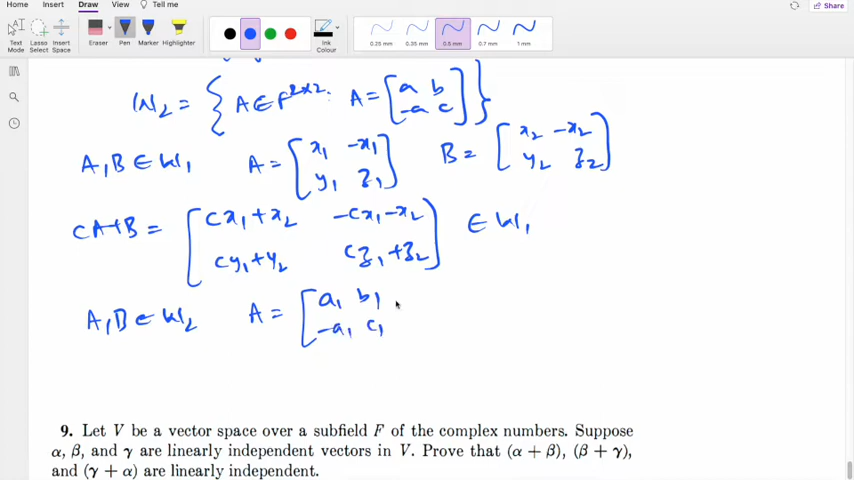 Home Insert Draw View Tell me Share
Text Mode Lasso Select Insert Space Eraser Pen Marker Highlighter Ink Colour 0.25 mm 0.35 mm 0.5 mm 0.7 mm 1 mm
W₂ = { A ∈ F²ˣ² : A = [ a b ; -a c ] }
A, B ∈ W₁ A = [ x₁ -x₁ ; y₁ z₁ ] B = [ x₂ -x₂ ; y₂ z₂ ]
cA+B = [ cx₁+x₂ -cx₁-x₂ ; cy₁+y₂ cz₁+z₂ ] ∈ W₁
A, B ∈ W₂ A = [ a₁ b₁ ; -a₁ c₁
9. Let V be a vector space over a subfield F of the complex numbers. Suppose
α, β, and γ are linearly independent vectors in V. Prove that (α + β), (β + γ),
and (γ + α) are linearly independent.